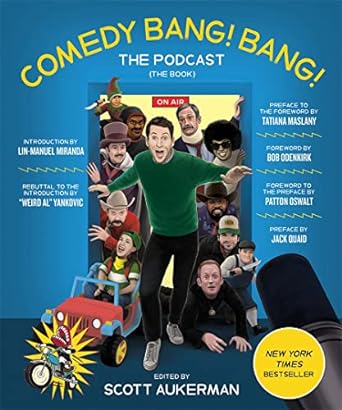 COMEDY BANG! BANG!
THE PODCAST
(THE BOOK)
ON AIR
INTRODUCTION BY
LIN-MANUEL MIRANDA
REBUTTAL TO THE
INTRODUCTION BY
"WEIRD AL" YANKOVIC
PREFACE TO
THE FOREWORD BY
TATIANA MASLANY
FOREWORD BY
BOB ODENKIRK
FOREWORD TO
THE PREFACE BY
PATTON OSWALT
PREFACE BY
JACK QUAID
NEW YORK
TIMES
BESTSELLER
EDITED BY
SCOTT AUKERMAN